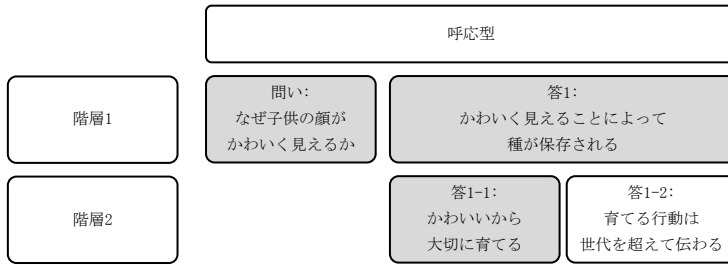 呼応型
階層1
問い:
なぜ子供の顔が
かわいく見えるか
答1:
かわいく見えることによって
種が保存される
階層2
答1-1:
かわいいから
大切に育てる
答1-2:
育てる行動は
世代を超えて伝わる